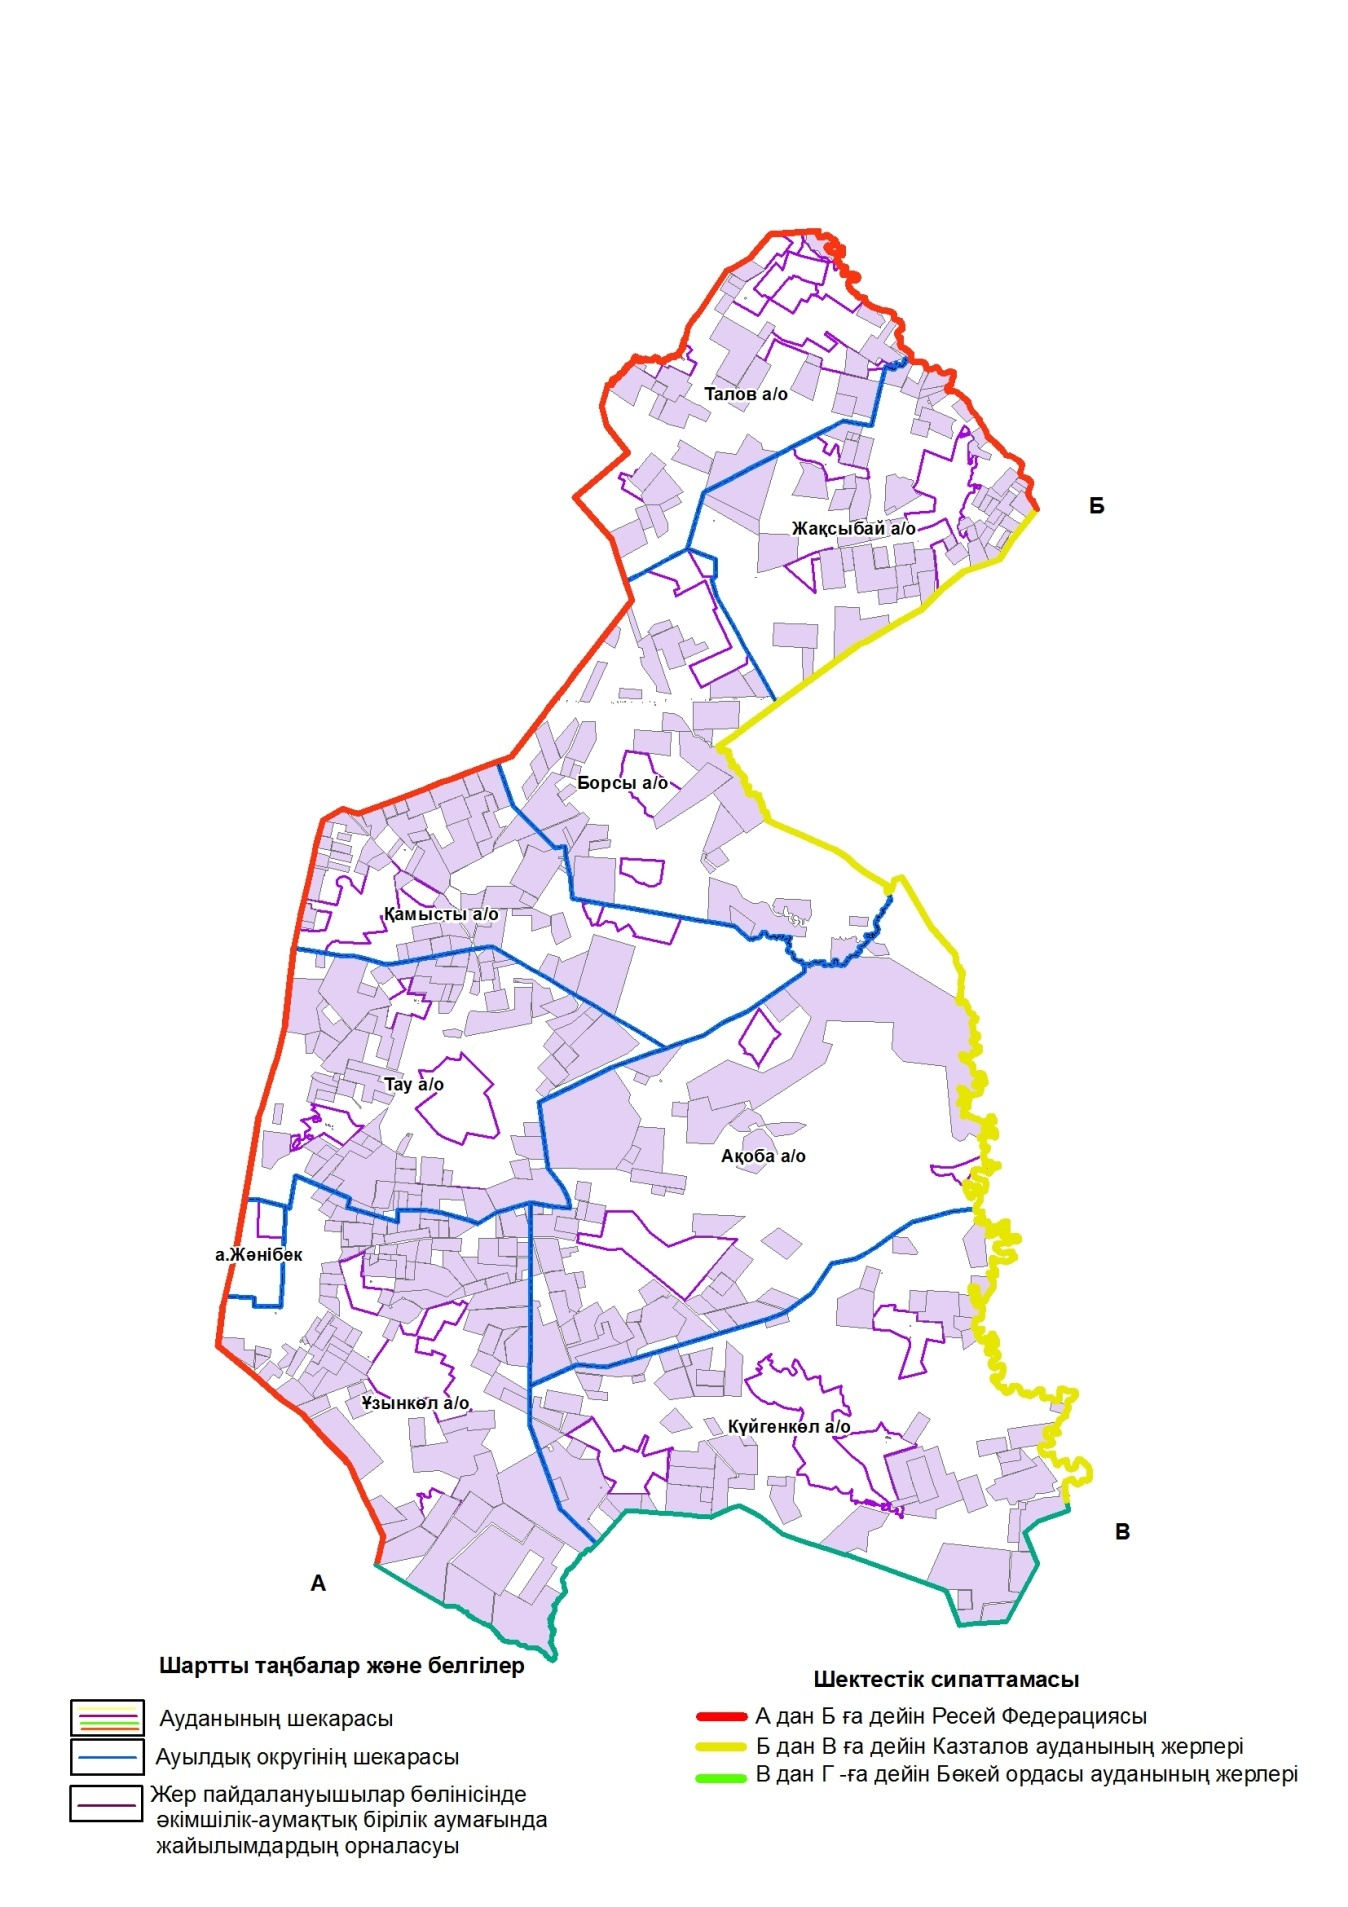 Талов а/о
Б
Жақсыбай а/о
Борсы а/о
Қамысты а/о
Тау а/о
Ақоба а/о
а.Жәнібек
Ұзынкөл а/о
Күйгенкөл а/о
В
А
Шартты таңбалар және белгілер
Ауданының шекарасы
Ауылдық округінің шекарасы
Жер пайдаланушылар бөлінісінде
әкімшілік-аумақтық бірілік аумағында
жайылымдардың орналасуы
Шектестік сипаттамасы
А дан Б ға дейін Ресей Федерациясы
Б дан В ға дейін Казталов ауданының жерлері
В дан Г -ға дейін Бөкей ордасы ауданының жерлері